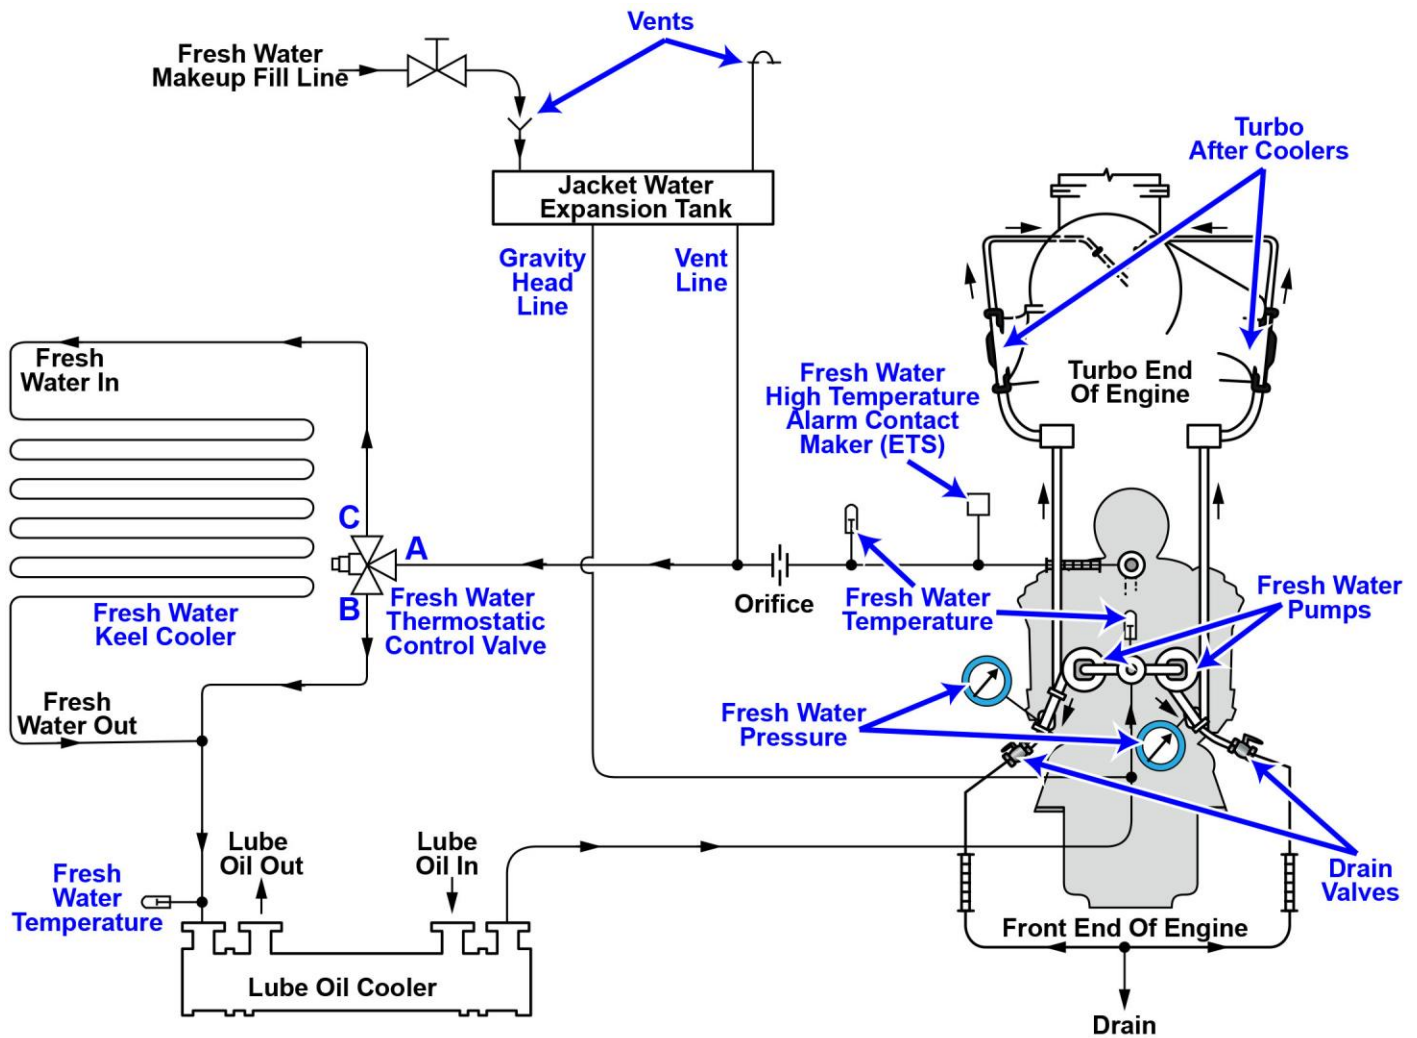 Vents
Fresh Water
Makeup Fill Line
Turbo
After Coolers
Jacket Water
Expansion Tank
Gravity
Head
Line
Vent
Line
Fresh
Water In
Fresh Water
High Temperature
Alarm Contact
Maker (ETS)
Turbo End
Of Engine
C
A
B
Fresh Water
Keel Cooler
Fresh Water
Thermostatic
Control Valve
Orifice
Fresh Water
Temperature
Fresh Water
Pumps
Fresh
Water Out
Fresh Water
Pressure
Lube
Oil Out
Lube
Oil In
Fresh
Water
Temperature
Drain
Valves
Front End Of Engine
Lube Oil Cooler
Drain